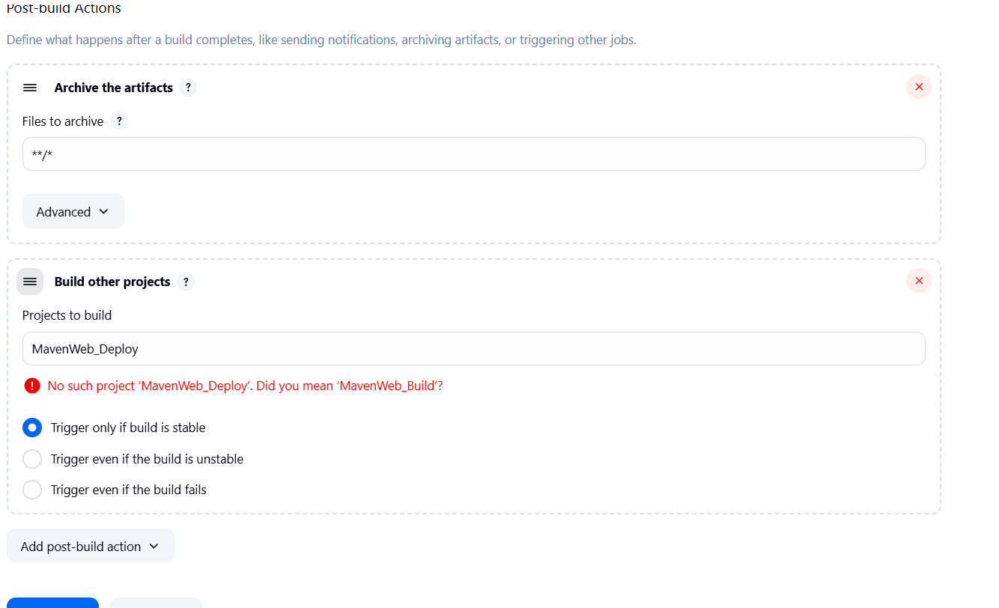 Post-build Actions
Define what happens after a build completes, like sending notifications, archiving artifacts, or triggering other jobs.
Archive the artifacts ?
Files to archive ?
**/*
Advanced
Build other projects ?
Projects to build
MavenWeb_Deploy
! No such project ‘MavenWeb_Deploy’. Did you mean ‘MavenWeb_Build’?
Trigger only if build is stable
Trigger even if the build is unstable
Trigger even if the build fails
Add post-build action